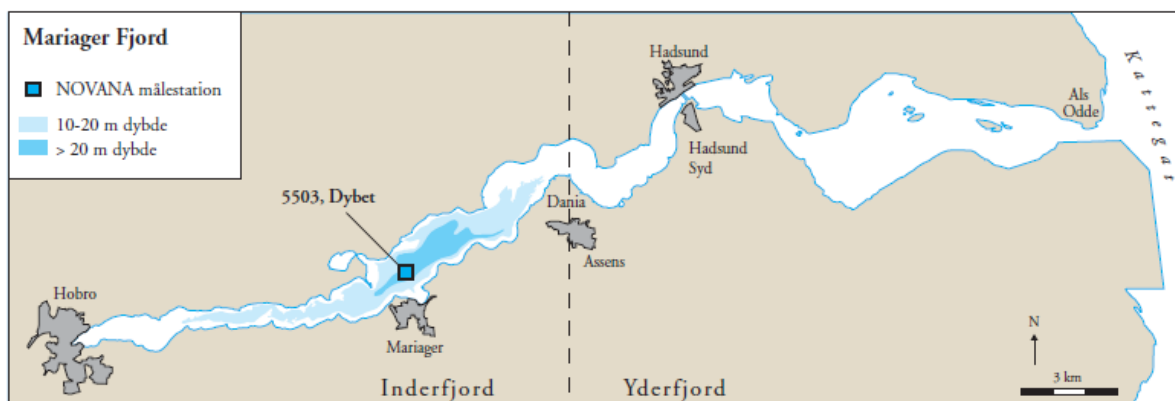 Mariager Fjord
NOVANA målestation
10-20 m dybde
> 20 m dybde
Hadsund
Kattegat
Als
Odde
Hadsund
Syd
5503, Dybet
Dania
Assens
Hobro
Mariager
N
3 km
Inderfjord
Yderfjord